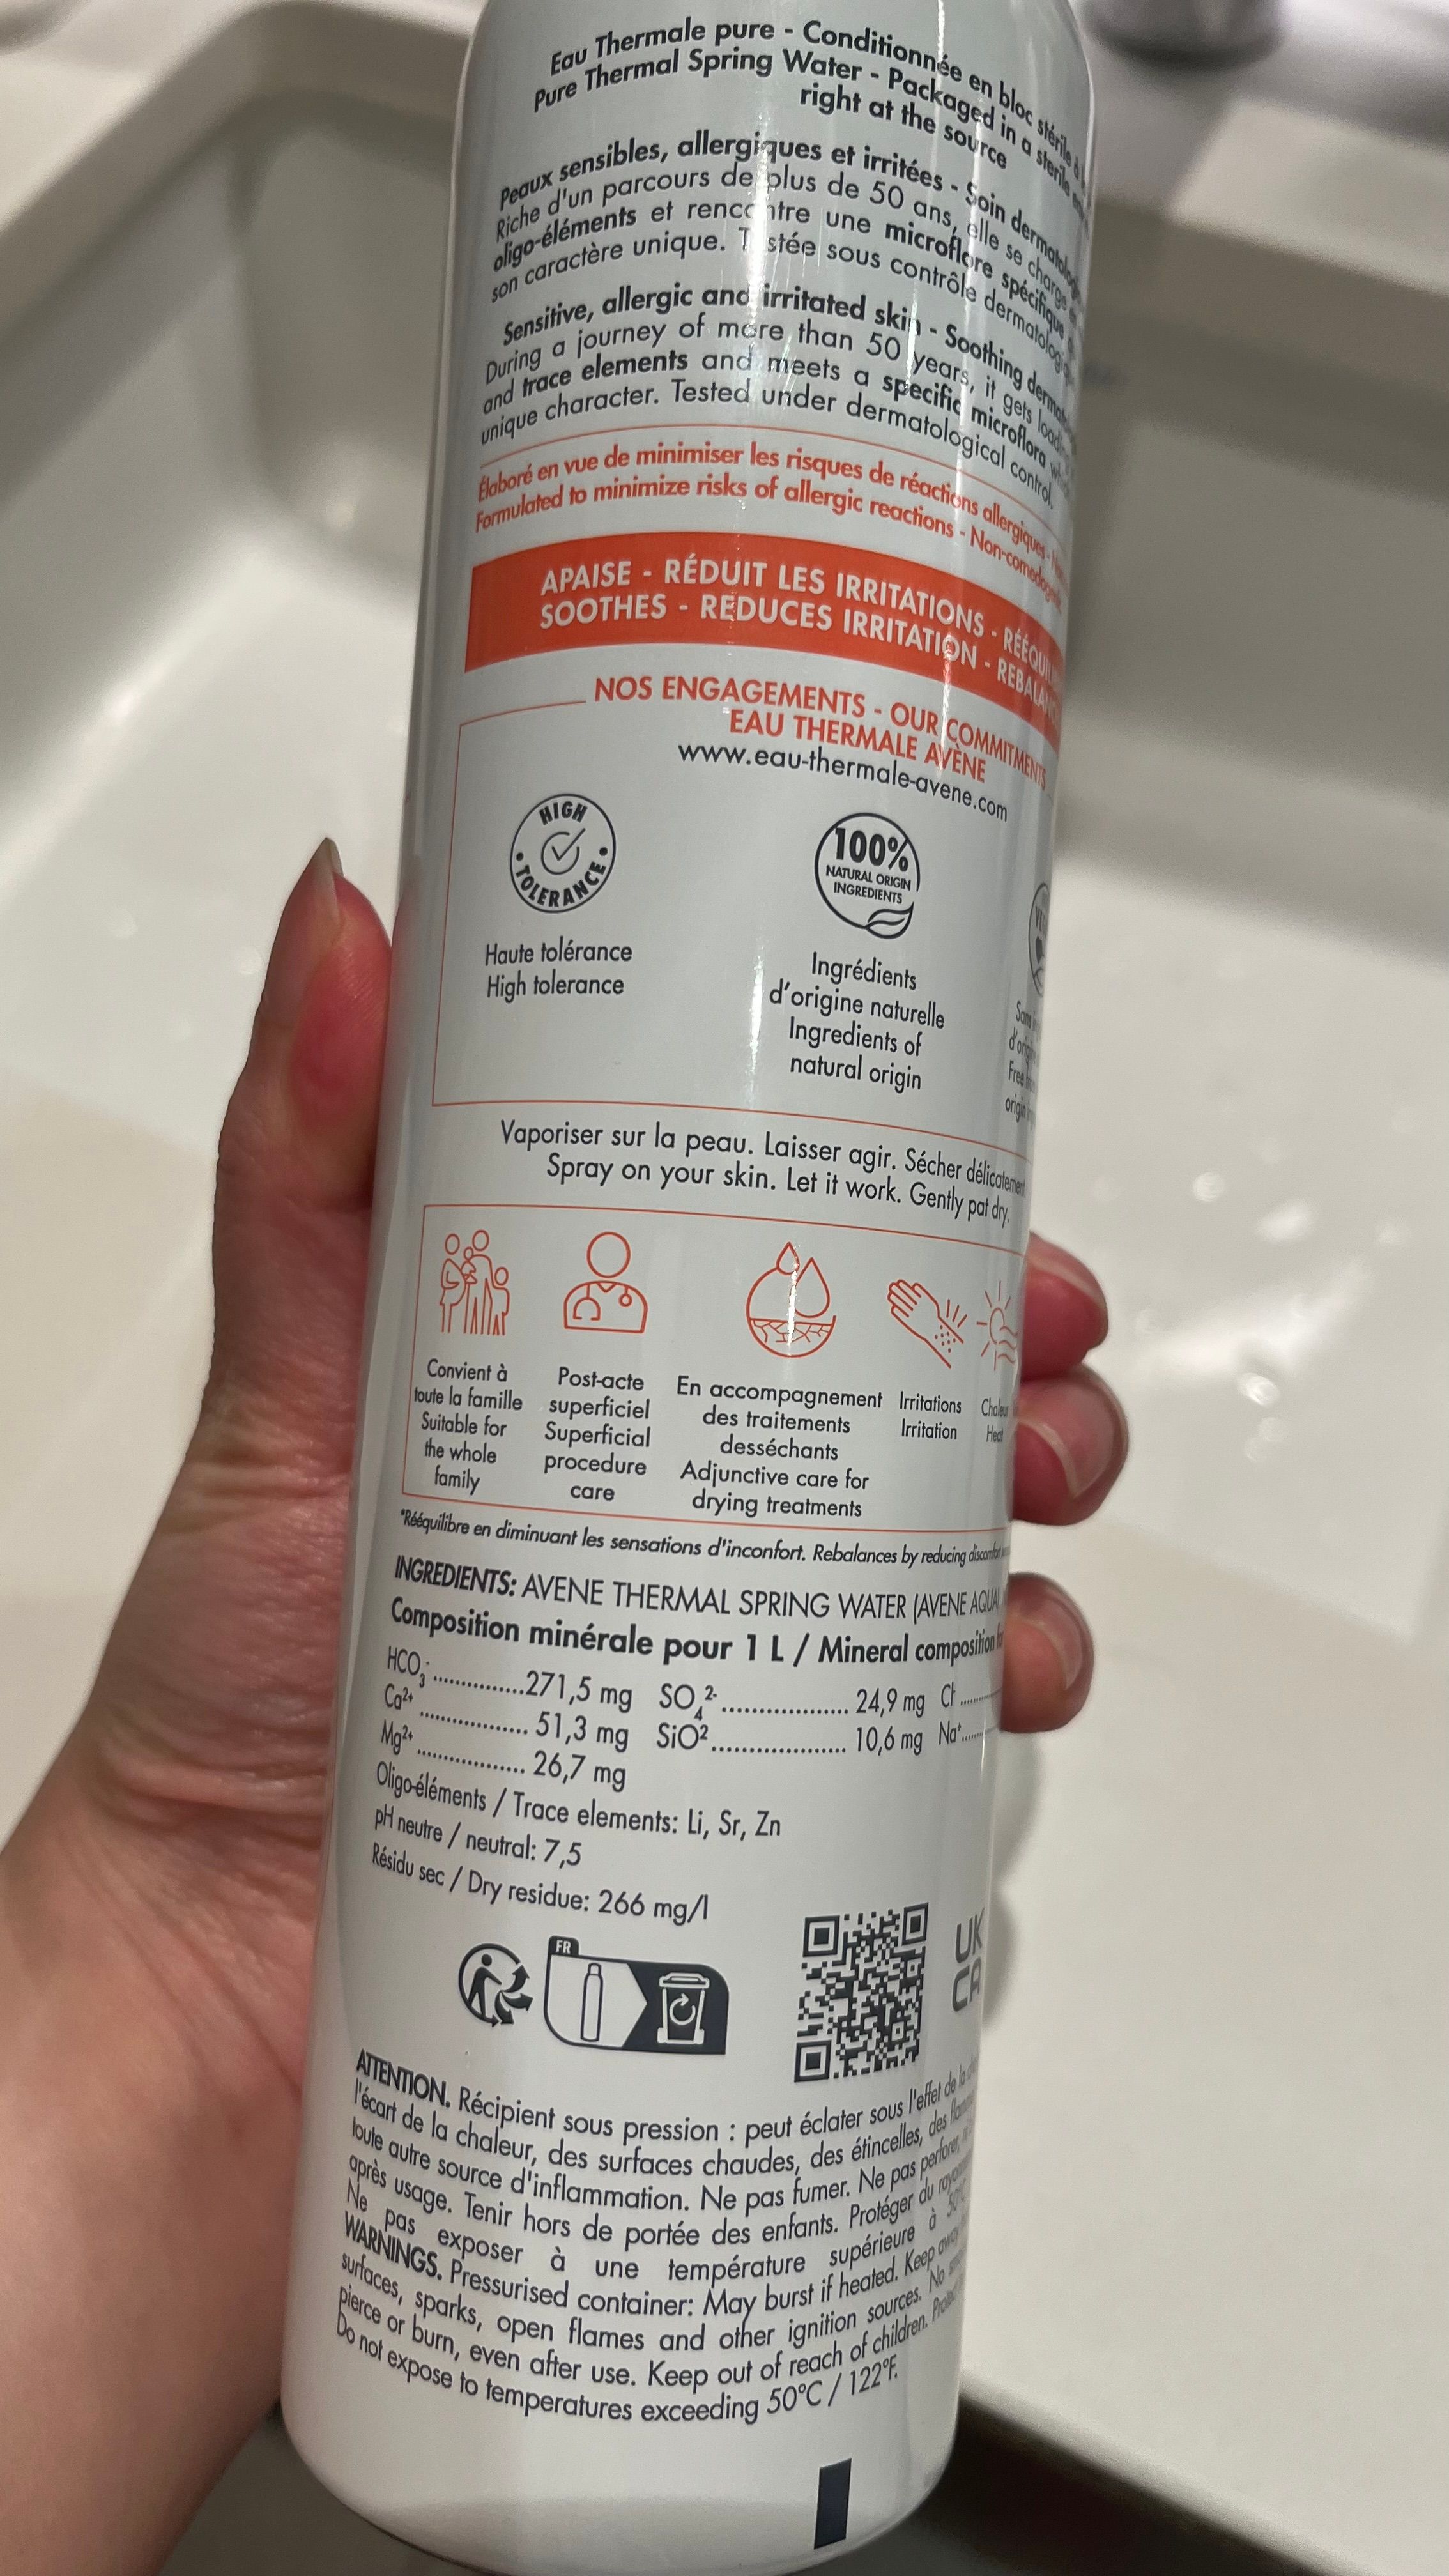 Eau Thermale pure - Conditionnée en bloc stérile à
Pure Thermal Spring Water - Packaged in a sterile
right at the source
Peaux sensibles, allergiques et irritées - Soin
Riche d'un parcours de plus de 50 ans, elle se charge
oligo-éléments et rencontre une microflore spécifique
son caractère unique. Testée sous contrôle
Sensitive, allergic and irritated skin - Soothing
During a journey of more than 50 years, it gets
and trace elements and meets a specific microflora
unique character. Tested under dermatological control.
Élaboré en vue de minimiser les risques de réactions allergiques -
Formulated to minimize risks of allergic reactions -
APAISE - RÉDUIT LES IRRITATIONS -
SOOTHES - REDUCES IRRITATION -
NOS ENGAGEMENTS - OUR COMMITMENTS
EAU THERMALE AVÈNE
www.eau-thermale-avene.com
HIGH
TOLERANCE
Haute tolérance
High tolerance
100%
NATURAL ORIGIN
INGREDIENTS
Ingrédients
d'origine naturelle
Ingredients of
natural origin
Free
Vaporiser sur la peau. Laisser agir. Sécher délicatement
Spray on your skin. Let it work. Gently pat dry.
Convient à
toute la famille
Suitable for
the whole
family
Post-acte
superficiel
Superficial
procedure
care
En accompagnement
des traitements
desséchants
Adjunctive care for
drying treatments
Irritations
Irritation
Heat
*Rééquilibre en diminuant les sensations d'inconfort. Rebalances by reducing
INGREDIENTS: AVENE THERMAL SPRING WATER (AVENE AQUA)
Composition minérale pour 1 L / Mineral composition
HCO₃⁻...............271,5 mg SO₄²⁻.................. 24,9 mg Cl⁻
Ca²⁺ ................. 51,3 mg SiO²................... 10,6 mg Na⁺
Mg²⁺ ................. 26,7 mg
Oligo-éléments / Trace elements: Li, Sr, Zn
pH neutre / neutral: 7,5
Résidu sec / Dry residue: 266 mg/l
FR
UK
CA
ATTENTION. Récipient sous pression : peut éclater sous l'effet de la
l'écart de la chaleur, des surfaces chaudes, des étincelles, des
toute autre source d'inflammation. Ne pas fumer. Ne pas perforer,
après usage. Tenir hors de portée des enfants. Protéger du
Ne pas exposer à une température supérieure à 50°C
WARNINGS. Pressurised container: May burst if heated. Keep away
surfaces, sparks, open flames and other ignition sources. No
pierce or burn, even after use. Keep out of reach of children.
Do not expose to temperatures exceeding 50°C / 122°F.